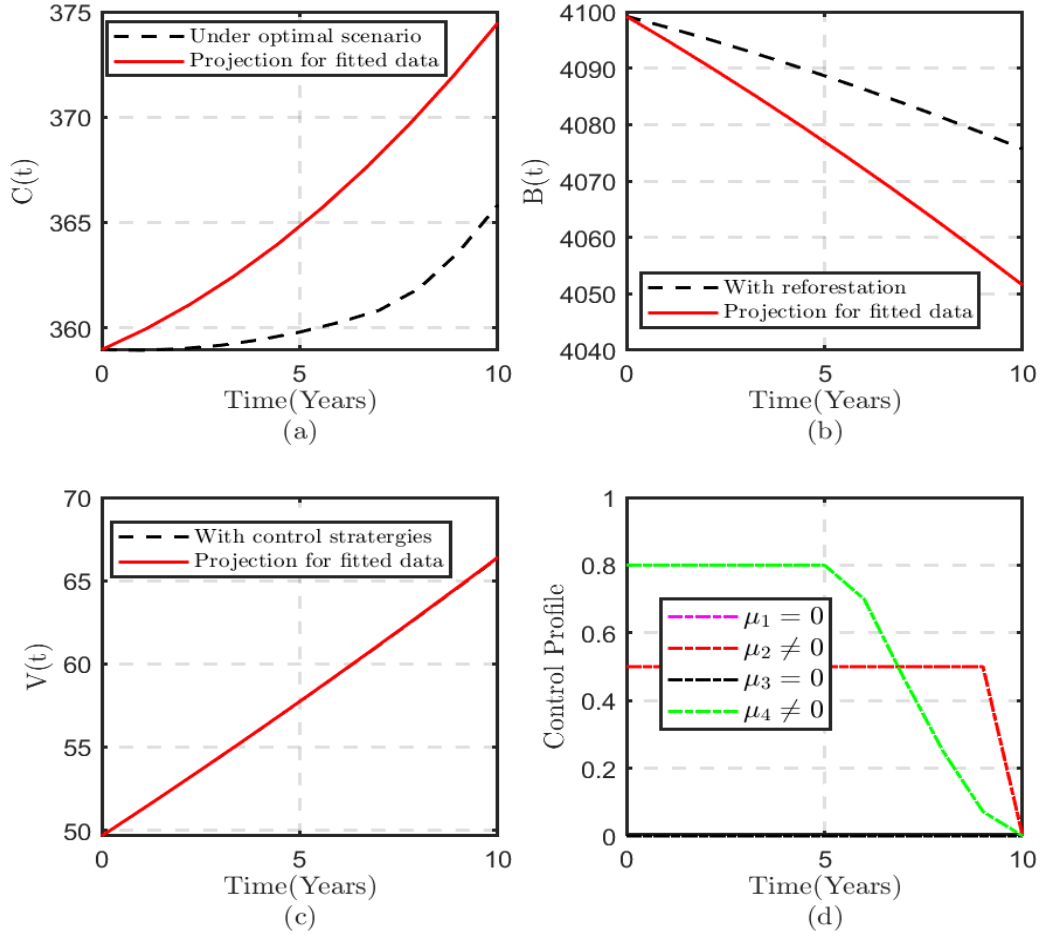 375
370
365
360
C(t)
Under optimal scenario
Projection for fitted data
0 5 10
Time(Years)
(a)
4100
4090
4080
4070
4060
4050
4040
B(t)
With reforestation
Projection for fitted data
0 5 10
Time(Years)
(b)
70
65
60
55
50
V(t)
With control stratergies
Projection for fitted data
0 5 10
Time(Years)
(c)
1
0.8
0.6
0.4
0.2
0
Control Profile
μ₁ = 0
μ₂ ≠ 0
μ₃ = 0
μ₄ ≠ 0
0 5 10
Time(Years)
(d)